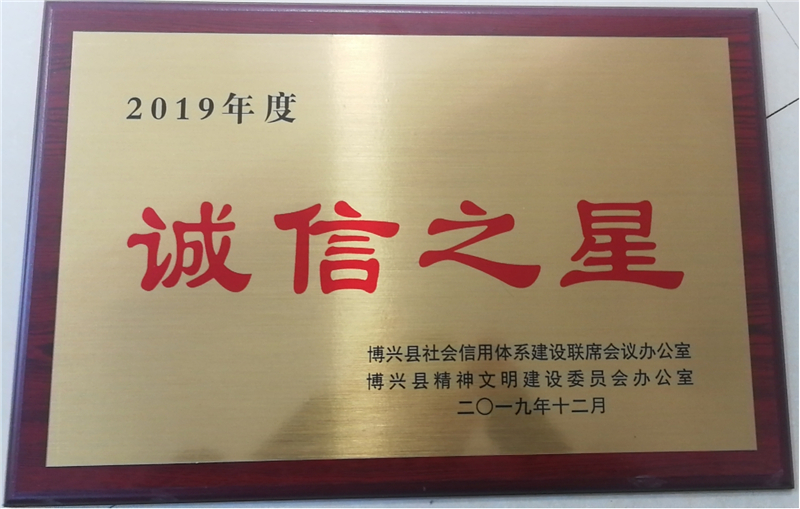 2019年度
诚信之星
博兴县社会信用体系建设联席会议办公室
博兴县精神文明建设委员会办公室
二〇一九年十二月